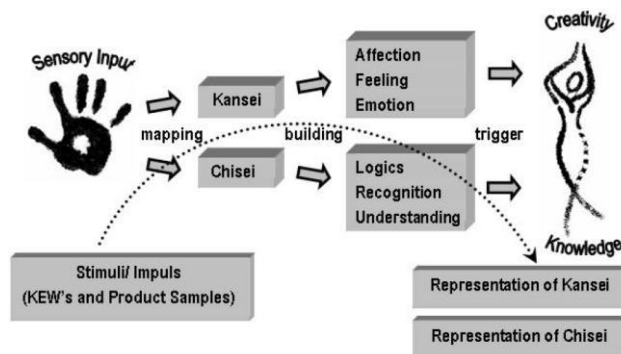 Sensory Input
Creativity
Kansei
Affection
Feeling
Emotion
mapping
building
trigger
Chisei
Logics
Recognition
Understanding
Knowledge
Stimuli/ Impuls
(KEW's and Product Samples)
Representation of Kansei
Representation of Chisei